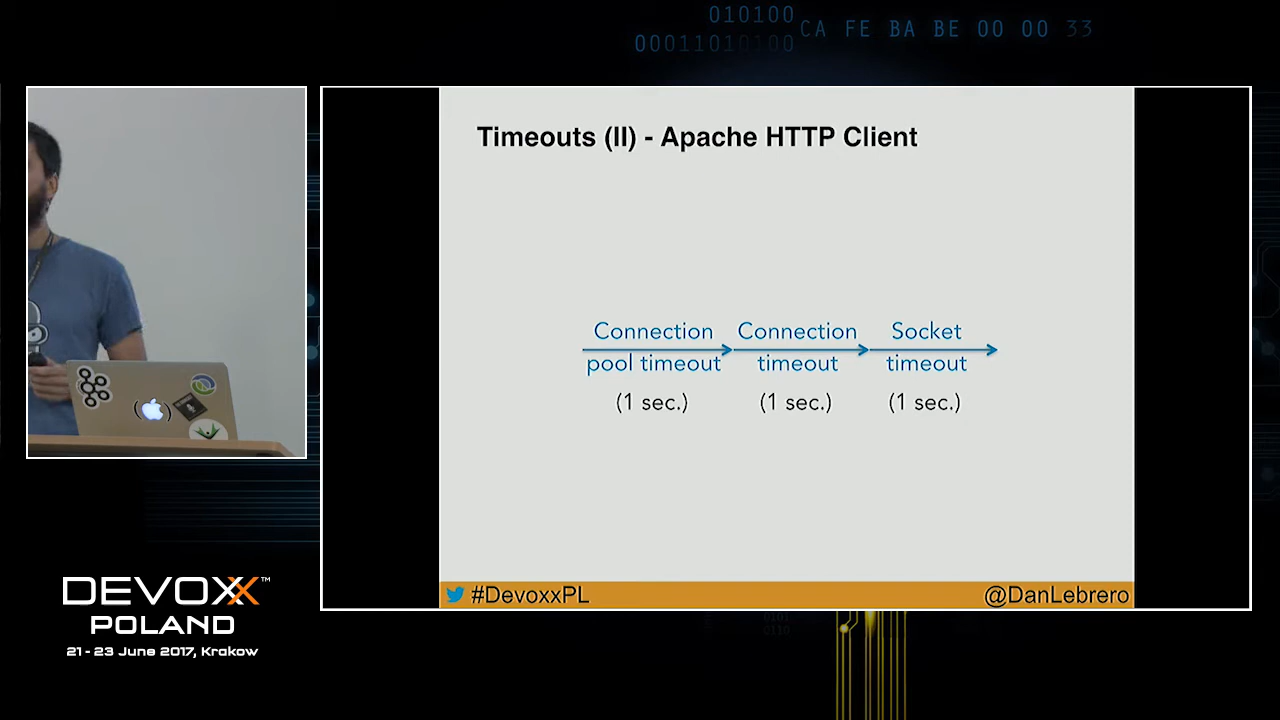 010100
00011010100
CA FE BA BE 00 00 33
Timeouts (II) - Apache HTTP Client
Connection
pool timeout
(1 sec.)
Connection
timeout
(1 sec.)
Socket
timeout
(1 sec.)
#DevoxxPL
@DanLebrero
DEVOXX™
POLAND
21 - 23 June 2017, Krakow